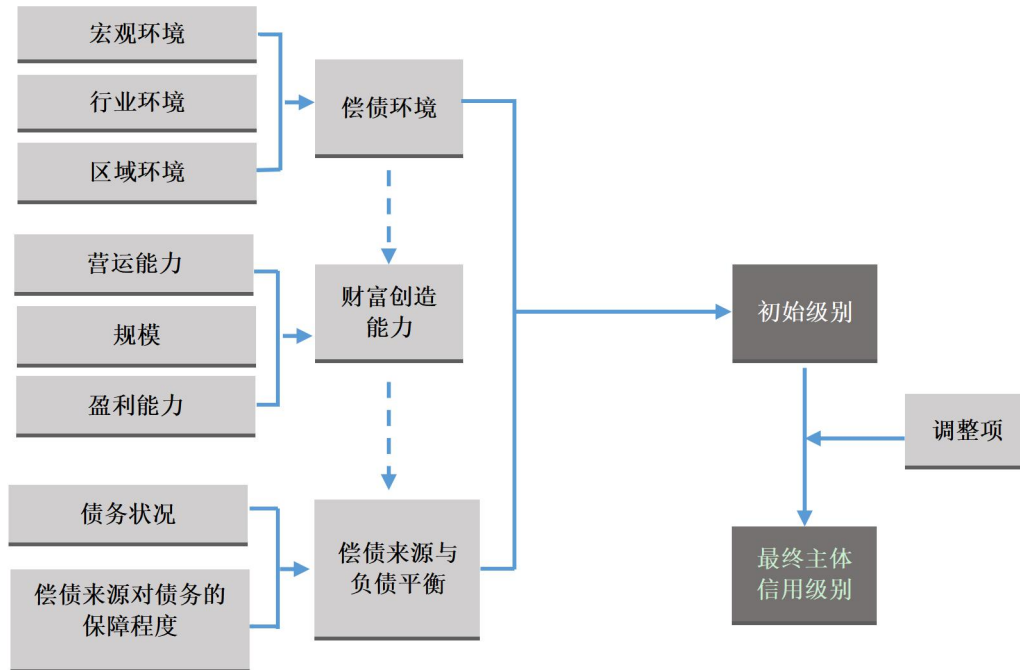 宏观环境
行业环境
区域环境
偿债环境
营运能力
规模
盈利能力
财富创造
能力
债务状况
偿债来源对债务的
保障程度
偿债来源与
负债平衡
初始级别
调整项
最终主体
信用级别